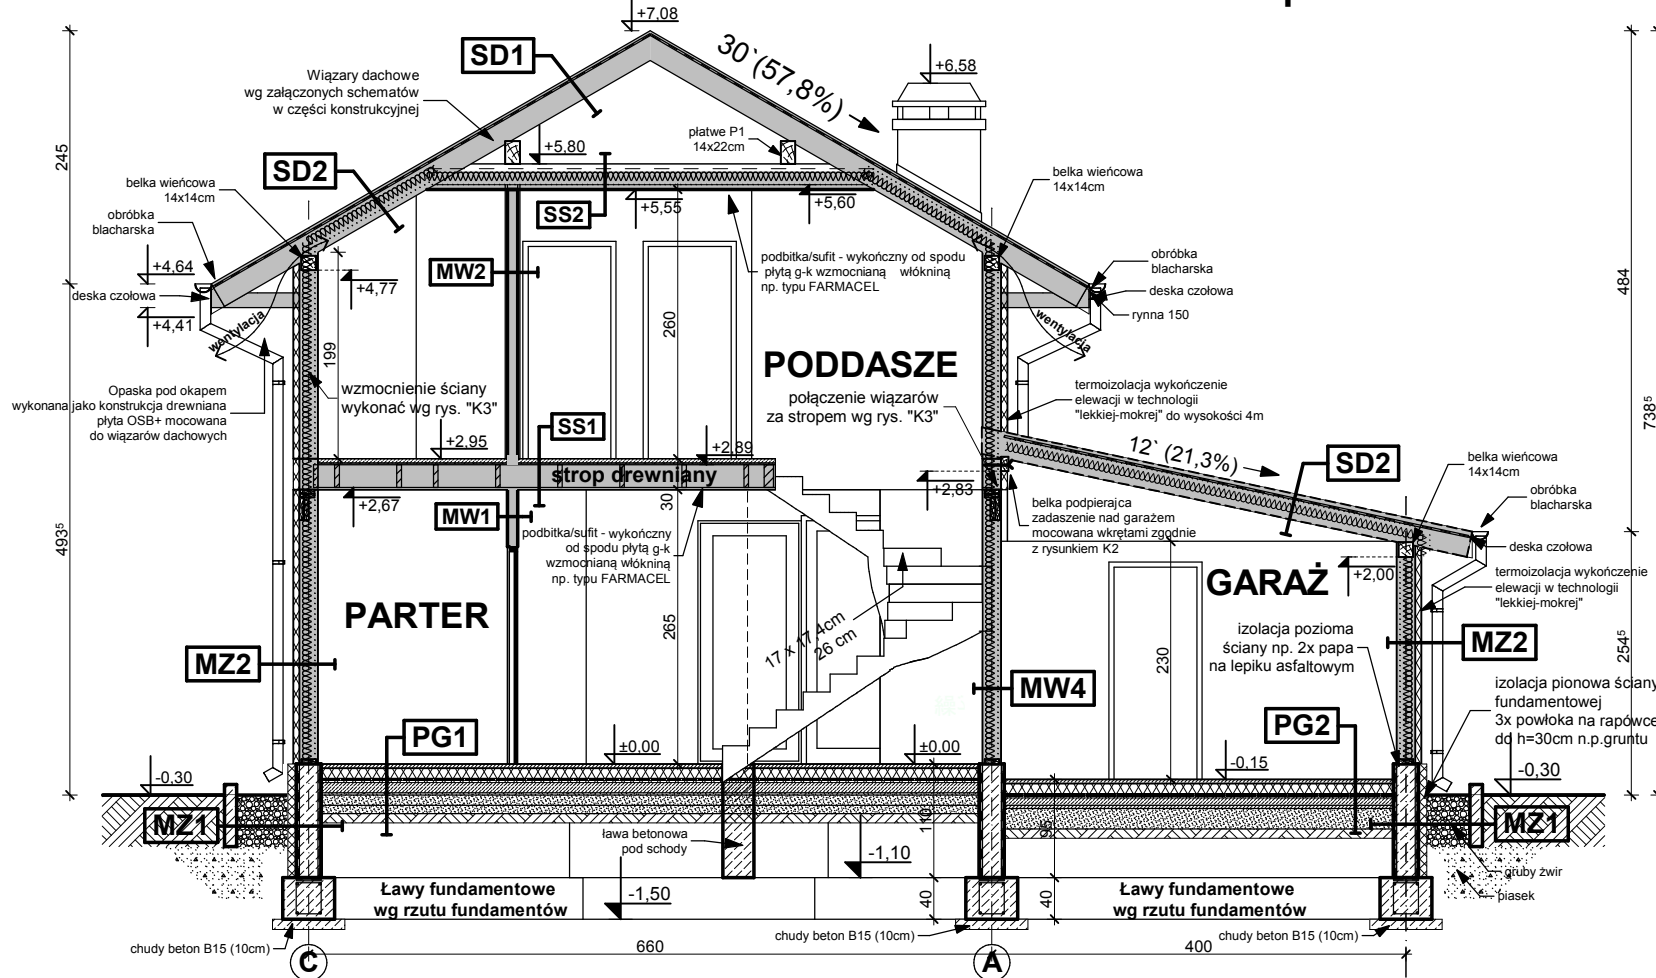 +7,08
SD1
30`(57,8%)
+6,58
Wiązary dachowe
wg załączonych schematów
w części konstrukcyjnej
płatwe P1
14x22cm
+5,80
245
SD2
belka wieńcowa
14x14cm
belka wieńcowa
14x14cm
SS2
+5,55
+5,60
obróbka
blacharska
MW2
podbitka/sufit - wykończny od spodu
płytą g-k wzmocnianą włókniną
np. typu FARMACEL
obróbka
blacharska
+4,64
deska czołowa
+4,77
deska czołowa
484
+4,41
rynna 150
wentylacja
wentylacja
199
260
PODDASZE
Opaska pod okapem
wykonana jako konstrukcja drewniana
płyta OSB+ mocowana
do wiązarów dachowych
wzmocnienie ściany
wykonać wg rys. "K3"
połączenie wiązarów
za stropem wg rys. "K3"
termoizolacja wykończenie
elewacji w technologii
"lekkiej-mokrej" do wysokości 4m
738⁵
SS1
+2,95
+2,89
12` (21,3%)
SD2
strop drewniany
belka wieńcowa
14x14cm
+2,83
+2,67
30
obróbka
blacharska
MW1
belka podpierajca
zadaszenie nad garażem
mocowana wkrętami zgodnie
z rysunkiem K2
493⁵
podbitka/sufit - wykończny
od spodu płytą g-k
wzmocnianą włókniną
np. typu FARMACEL
deska czołowa
+2,00
termoizolacja wykończenie
elewacji w technologii
"lekkiej-mokrej"
PARTER
GARAŻ
265
17 x 17,4cm
26 cm
izolacja pozioma
ściany np. 2x papa
na lepiku asfaltowym
MZ2
MZ2
254⁵
230
MW4
izolacja pionowa ściany
fundamentowej
3x powłoka na rapówce
do h=30cm n.p.gruntu
PG1
PG2
±0,00
±0,00
-0,15
-0,30
-0,30
MZ1
MZ1
110
95
ława betonowa
pod schody
-1,10
gruby żwir
piasek
Ławy fundamentowe
wg rzutu fundamentów
-1,50
40
40
Ławy fundamentowe
wg rzutu fundamentów
chudy beton B15 (10cm)
chudy beton B15 (10cm)
chudy beton B15 (10cm)
660
400
C
A